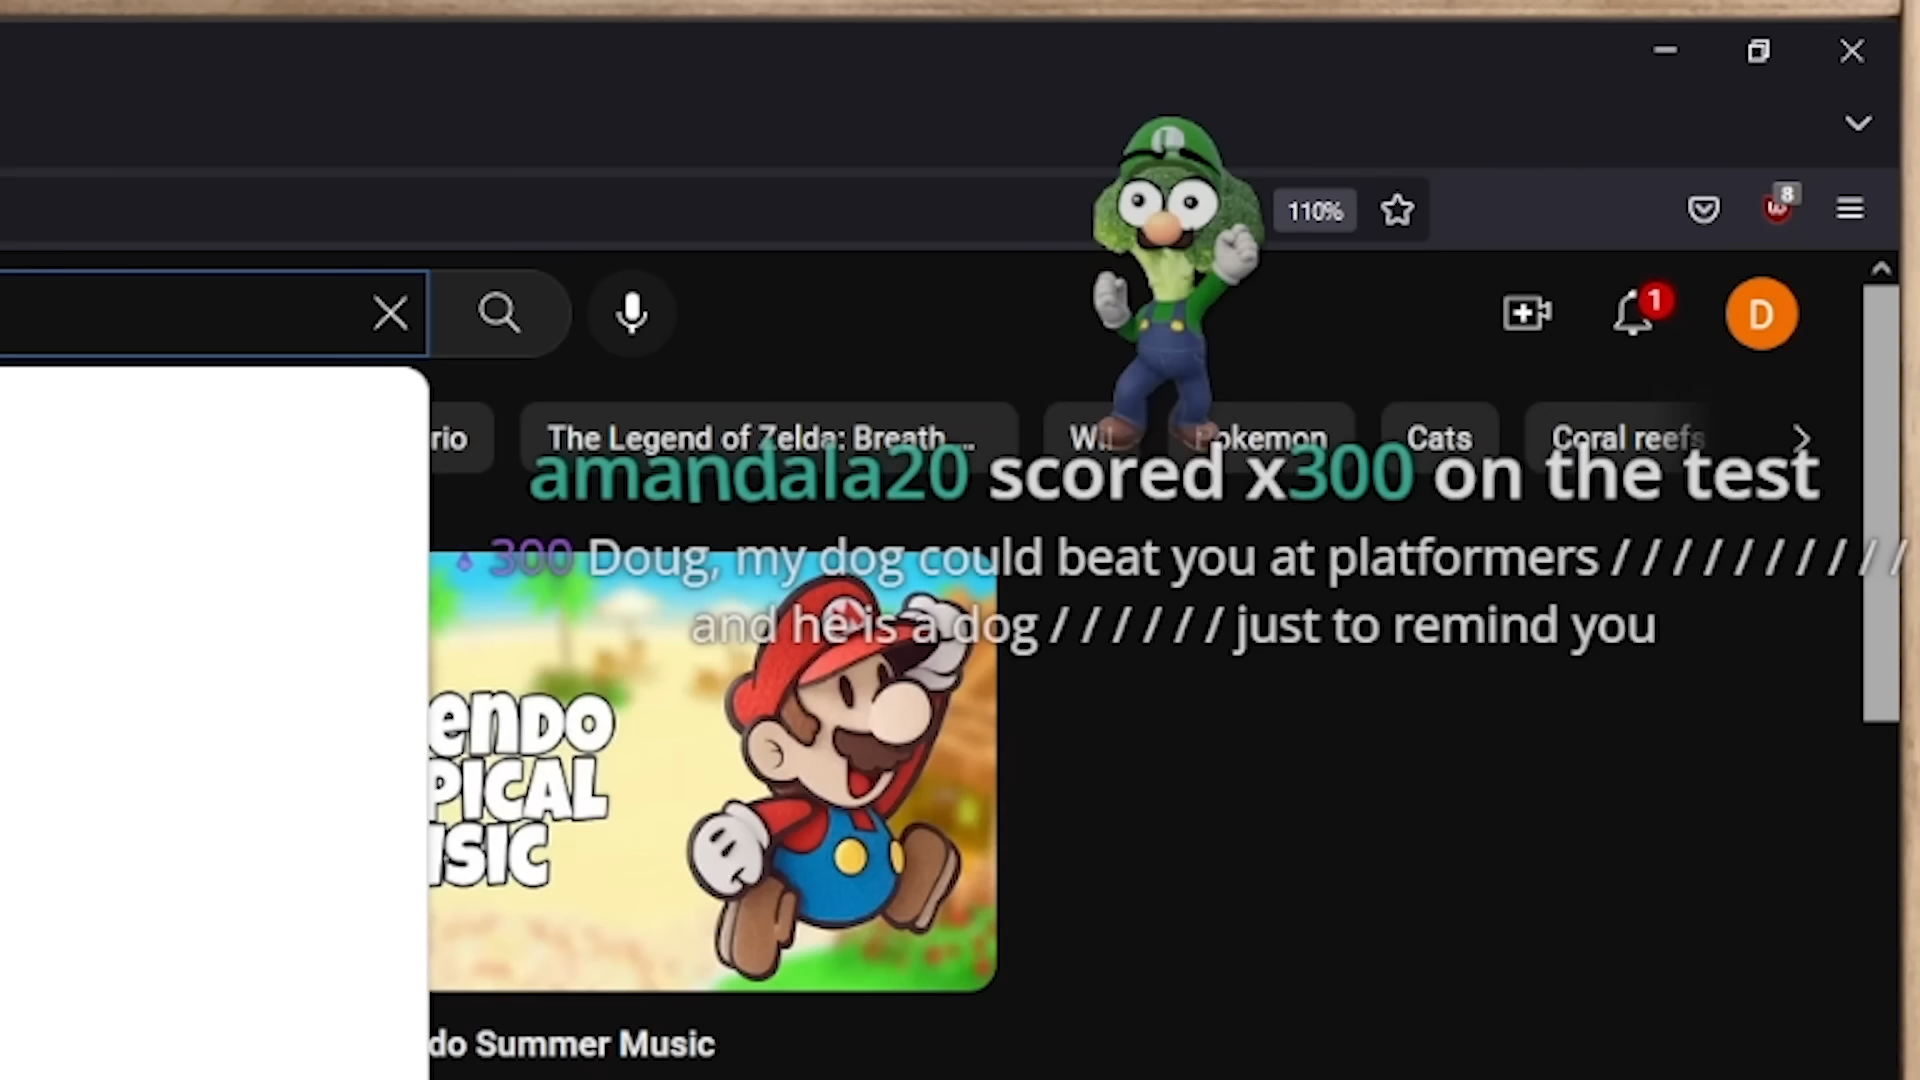 110%
8
1
D
rio
The Legend of Zelda: Breath ...
Pokemon
Cats
Coral reefs
amandala20 scored x300 on the test
300 Doug, my dog could beat you at platformers / / / / / / / / / /
and he is a dog / / / / / / just to remind you
ENDO
PICAL
SIC
do Summer Music